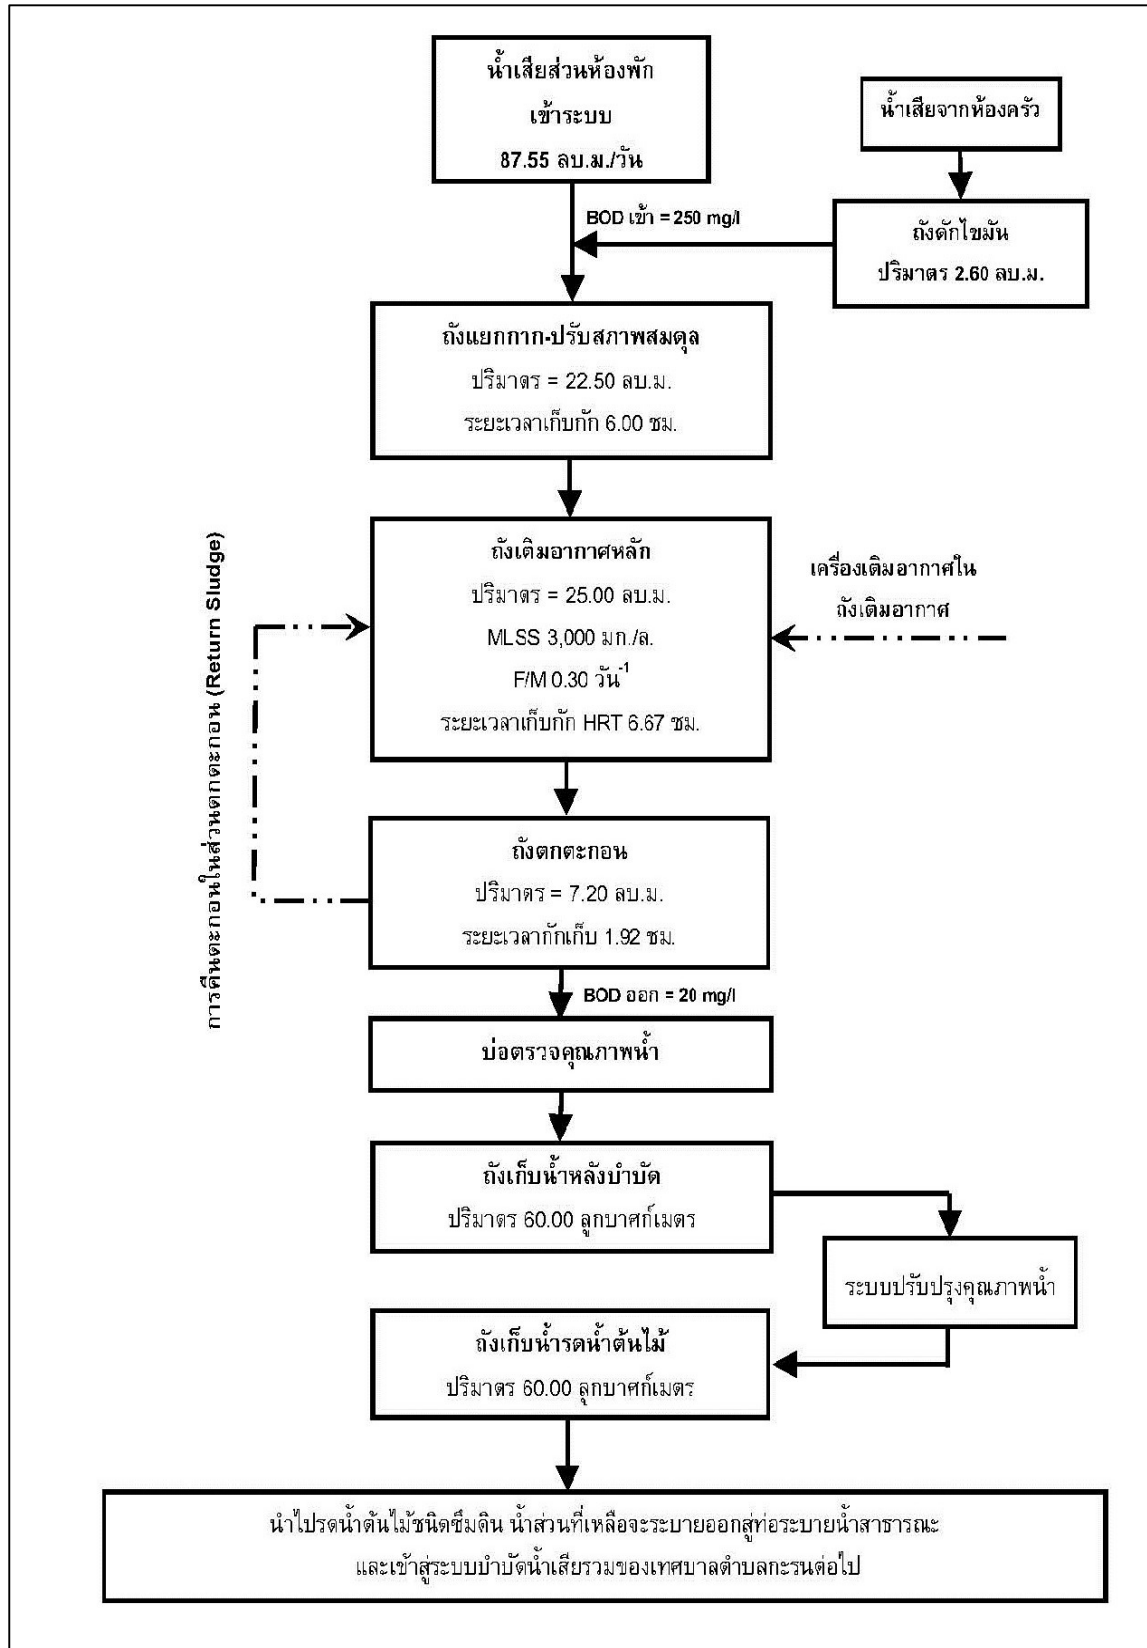 น้ำเสียส่วนห้องพัก
เข้าระบบ
87.55 ลบ.ม./วัน
น้ำเสียจากห้องครัว
BOD เข้า = 250 mg/l
ถังดักไขมัน
ปริมาตร 2.60 ลบ.ม.
ถังแยกกาก-ปรับสภาพสมดุล
ปริมาตร = 22.50 ลบ.ม.
ระยะเวลาเก็บกัก 6.00 ชม.
ถังเติมอากาศหลัก
ปริมาตร = 25.00 ลบ.ม.
MLSS 3,000 มก./ล.
F/M 0.30 วัน⁻¹
ระยะเวลาเก็บกัก HRT 6.67 ชม.
เครื่องเติมอากาศใน
ถังเติมอากาศ
การคืนตะกอนในส่วนตกตะกอน (Return Sludge)
ถังตกตะกอน
ปริมาตร = 7.20 ลบ.ม.
ระยะเวลากักเก็บ 1.92 ชม.
BOD ออก = 20 mg/l
บ่อตรวจคุณภาพน้ำ
ถังเก็บน้ำหลังบำบัด
ปริมาตร 60.00 ลูกบาศก์เมตร
ระบบปรับปรุงคุณภาพน้ำ
ถังเก็บน้ำรดน้ำต้นไม้
ปริมาตร 60.00 ลูกบาศก์เมตร
นำไปรดน้ำต้นไม้ชนิดซึมดิน น้ำส่วนที่เหลือจะระบายออกสู่ท่อระบายน้ำสาธารณะ
และเข้าสู่ระบบบำบัดน้ำเสียรวมของเทศบาลตำบลกะรนต่อไป